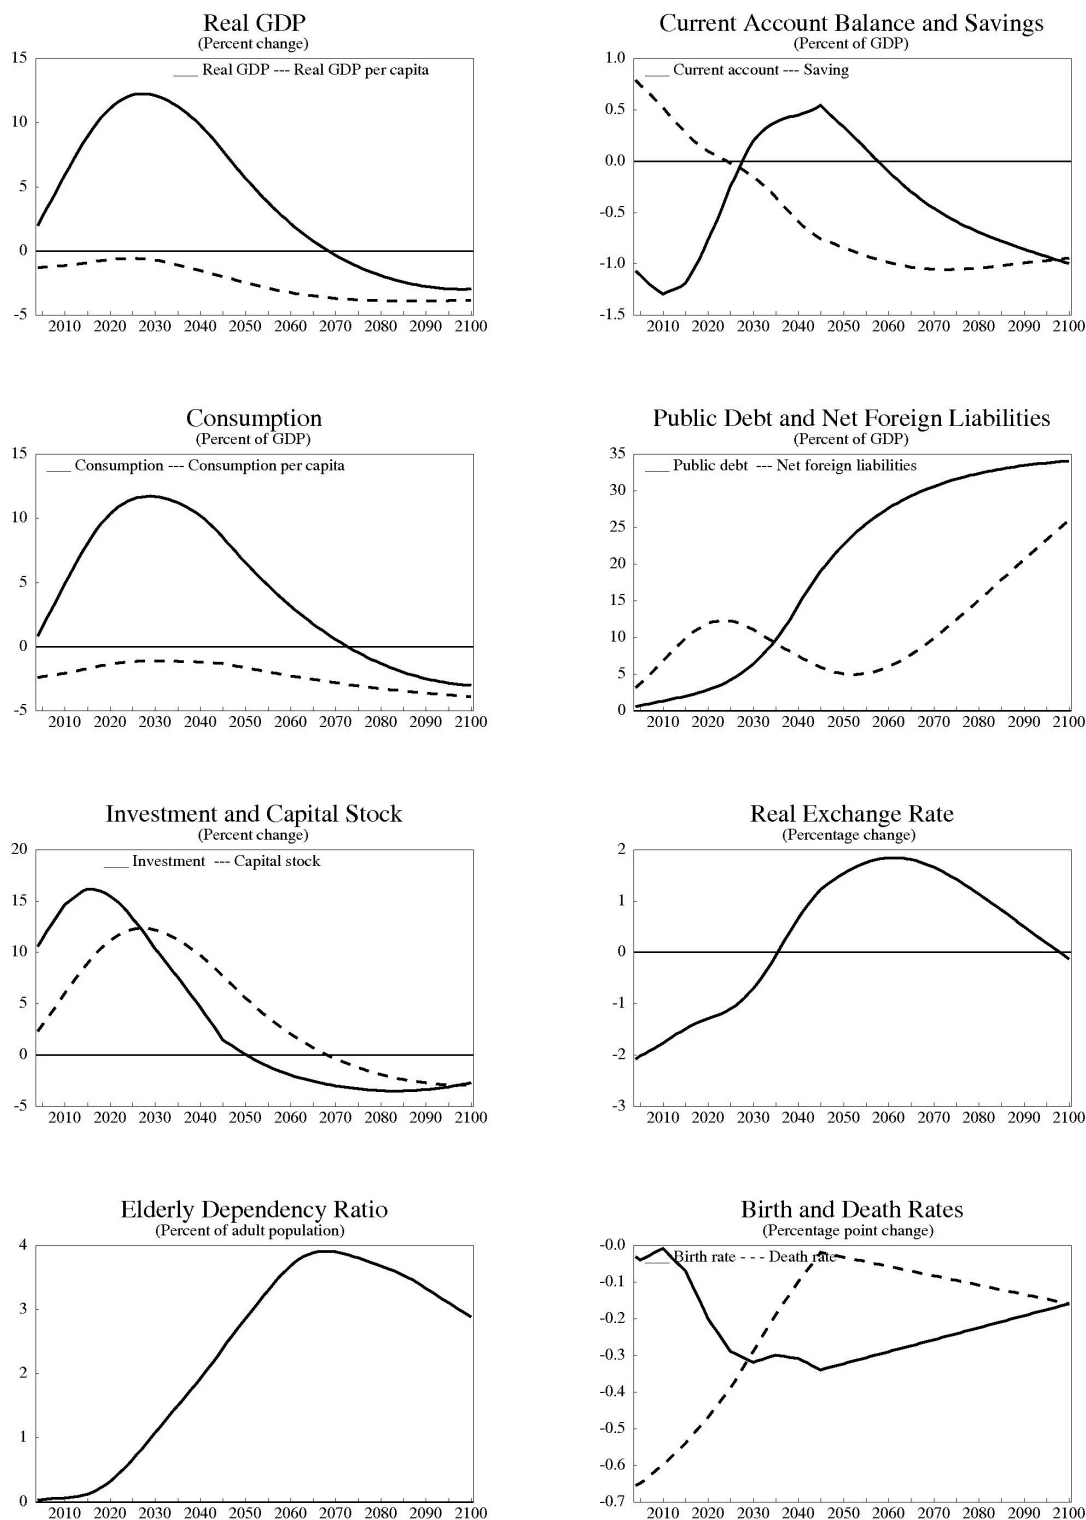 Real GDP
(Percent change)
___ Real GDP --- Real GDP per capita
15
10
5
0
-5
2010 2020 2030 2040 2050 2060 2070 2080 2090 2100
Current Account Balance and Savings
(Percent of GDP)
___ Current account --- Saving
1.0
0.5
0.0
-0.5
-1.0
-1.5
2010 2020 2030 2040 2050 2060 2070 2080 2090 2100
Consumption
(Percent of GDP)
___ Consumption --- Consumption per capita
15
10
5
0
-5
2010 2020 2030 2040 2050 2060 2070 2080 2090 2100
Public Debt and Net Foreign Liabilities
(Percent of GDP)
___ Public debt --- Net foreign liabilities
35
30
25
20
15
10
5
0
2010 2020 2030 2040 2050 2060 2070 2080 2090 2100
Investment and Capital Stock
(Percent change)
___ Investment --- Capital stock
20
15
10
5
0
-5
2010 2020 2030 2040 2050 2060 2070 2080 2090 2100
Real Exchange Rate
(Percentage change)
2
1
0
-1
-2
-3
2010 2020 2030 2040 2050 2060 2070 2080 2090 2100
Elderly Dependency Ratio
(Percent of adult population)
4
3
2
1
0
2010 2020 2030 2040 2050 2060 2070 2080 2090 2100
Birth and Death Rates
(Percentage point change)
___ Birth rate - - - Death rate
-0.0
-0.1
-0.2
-0.3
-0.4
-0.5
-0.6
-0.7
2010 2020 2030 2040 2050 2060 2070 2080 2090 2100